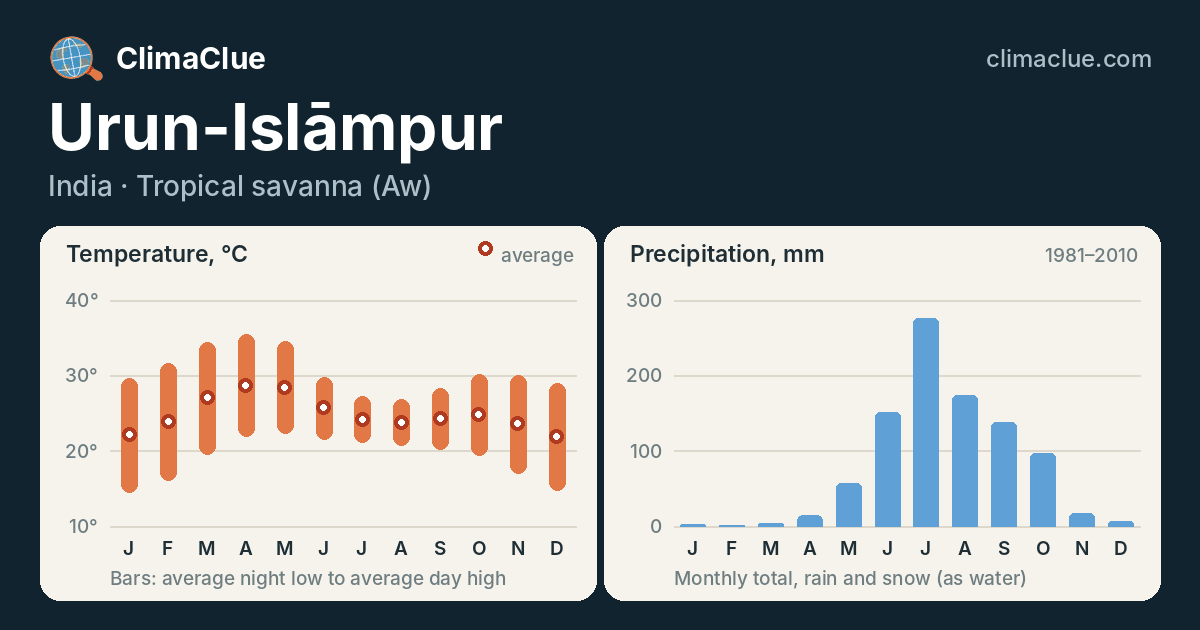 ClimaClue
climaclue.com
Urun-Islāmpur
India · Tropical savanna (Aw)
Temperature, °C
average
40°
30°
20°
10°
J F M A M J J A S O N D
Bars: average night low to average day high
Precipitation, mm
1981–2010
300
200
100
0
J F M A M J J A S O N D
Monthly total, rain and snow (as water)